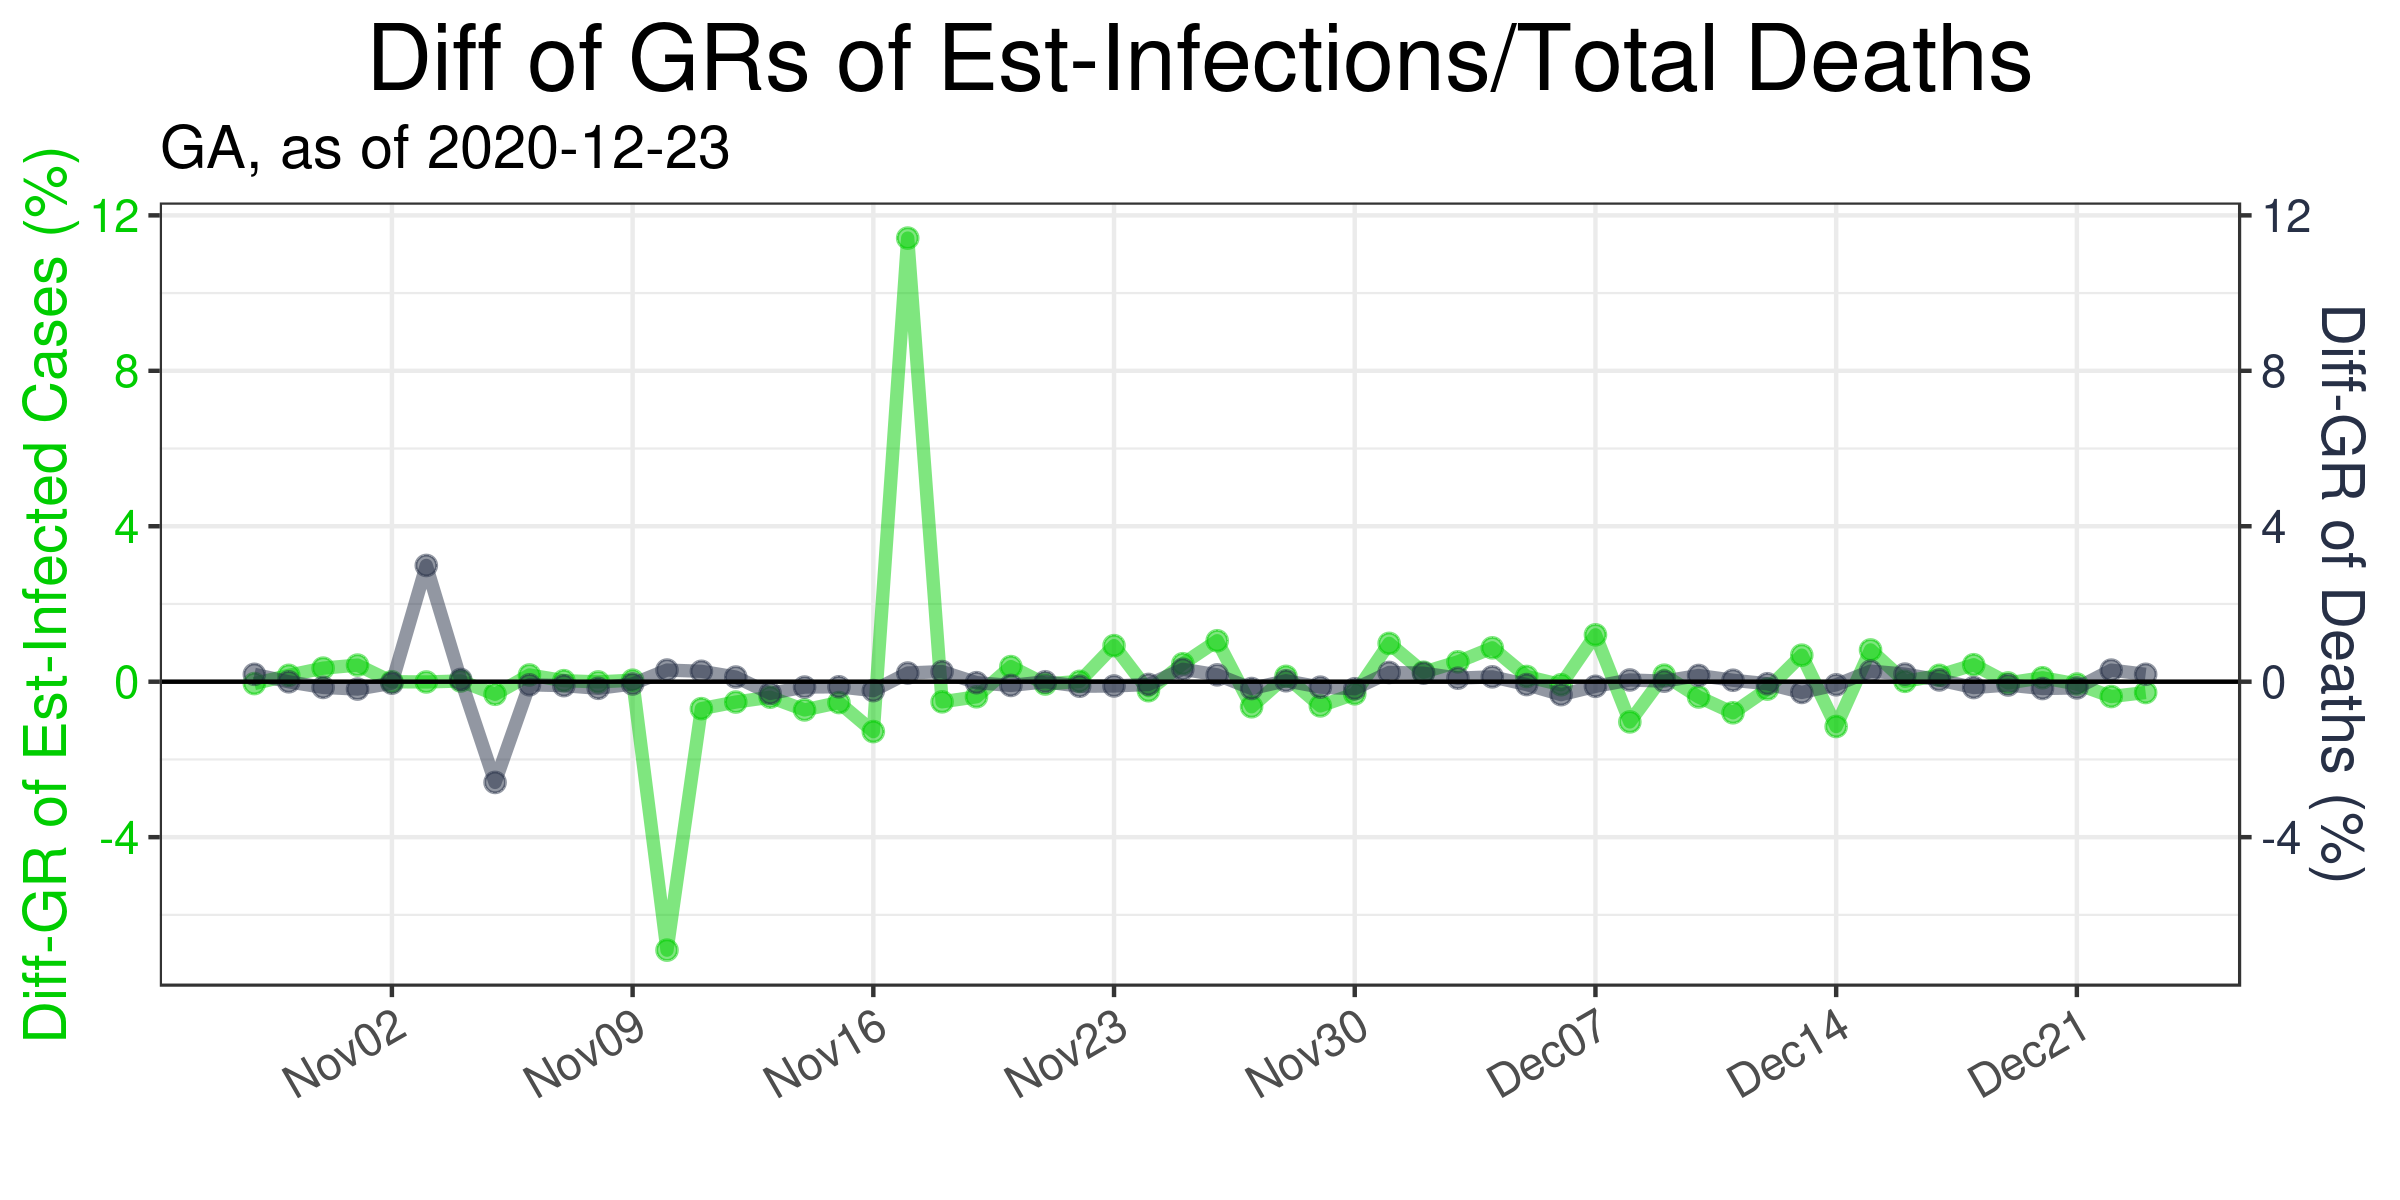 Diff of GRs of Est-Infections/Total Deaths
GA, as of 2020-12-23
Diff-GR of Est-Infected Cases (%)
12
8
4
0
-4
12
8
4
0
-4
Diff-GR of Deaths (%)
Nov02
Nov09
Nov16
Nov23
Nov30
Dec07
Dec14
Dec21